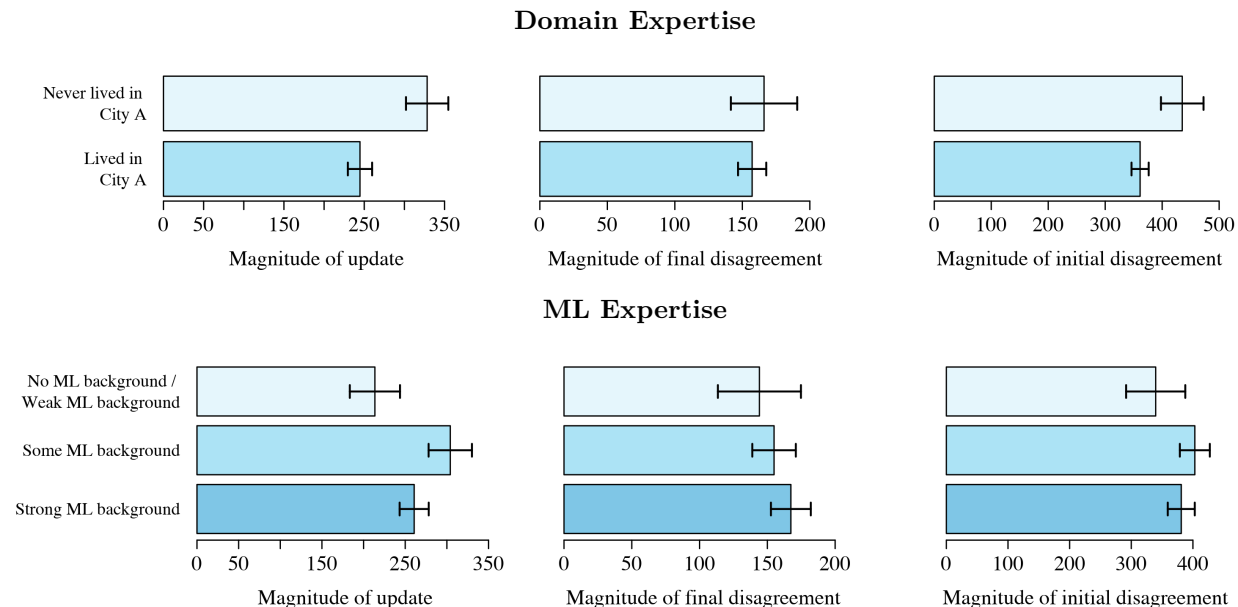 Domain Expertise
Never lived in
City A
Lived in
City A
0 50 150 250 350
0 50 100 150 200
0 100 200 300 400 500
Magnitude of update
Magnitude of final disagreement
Magnitude of initial disagreement
ML Expertise
No ML background /
Weak ML background
Some ML background
Strong ML background
0 50 150 250 350
0 50 100 150 200
0 100 200 300 400
Magnitude of update
Magnitude of final disagreement
Magnitude of initial disagreement